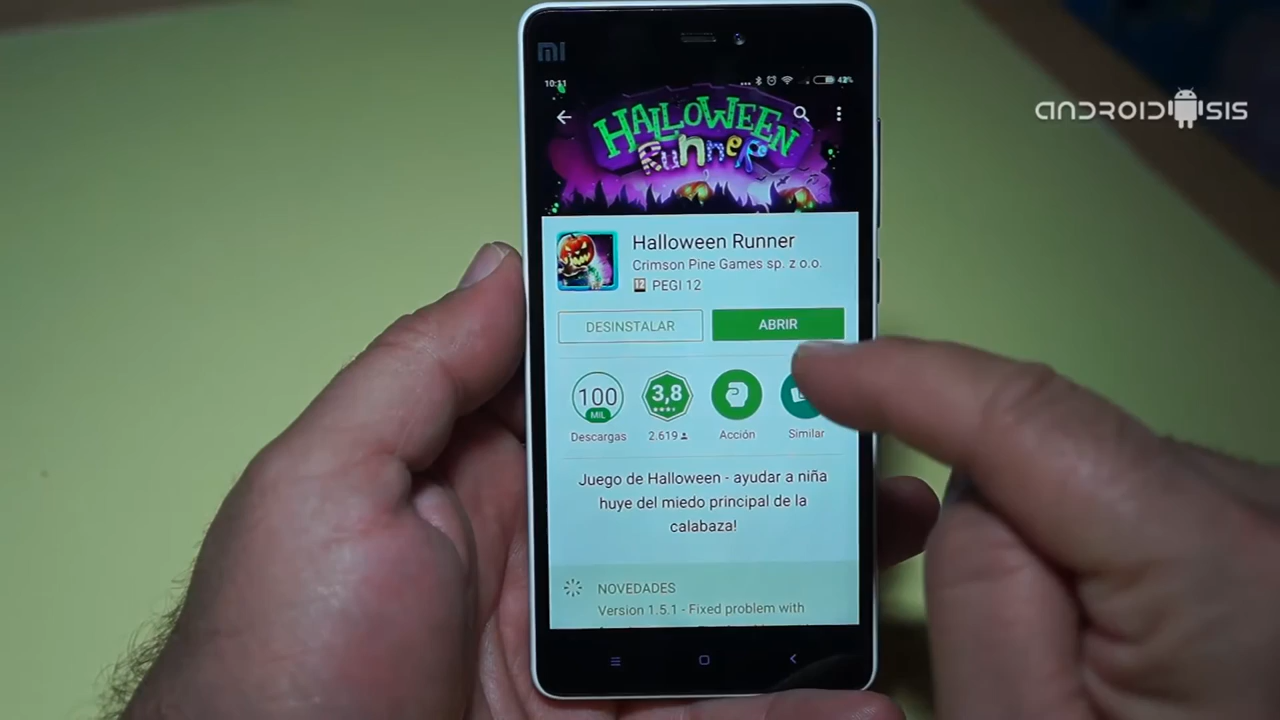 mi
10:11
42%
ANDROIDSIS
HALLOWEEN
RUNNER
Halloween Runner
Crimson Pine Games sp. z o.o.
12 PEGI 12
DESINSTALAR
ABRIR
100
MIL
3,8
Descargas
2.619
Acción
Similar
Juego de Halloween - ayudar a niña
huye del miedo principal de la
calabaza!
NOVEDADES
Version 1.5.1 - Fixed problem with